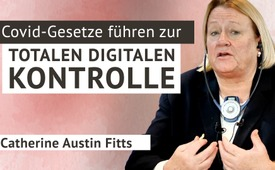 Covid-Gesetze führen zur
TOTALEN DIGITALEN
KONTROLLE
Catherine Austin Fitts